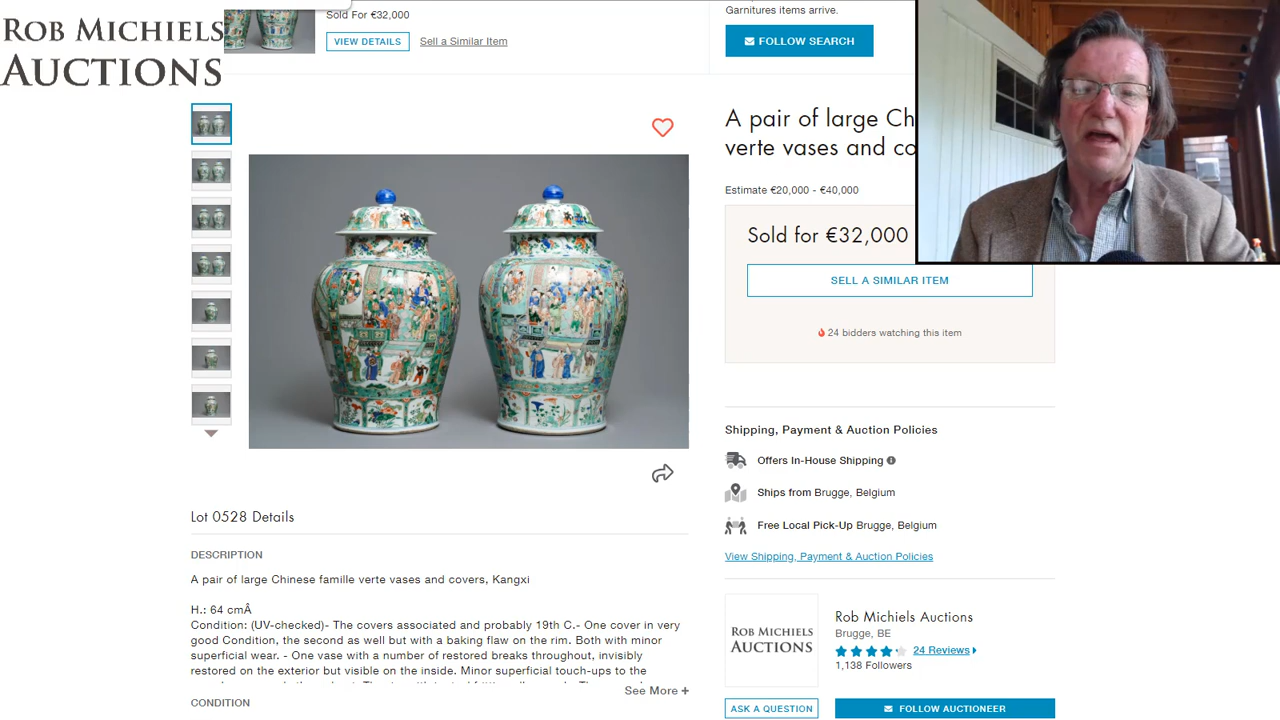 ROB MICHIELS
AUCTIONS
Sold For €32,000
VIEW DETAILS
Sell a Similar Item
Garnitures items arrive.
FOLLOW SEARCH
A pair of large Ch
verte vases and co
Estimate €20,000 - €40,000
Sold for €32,000
SELL A SIMILAR ITEM
24 bidders watching this item
Shipping, Payment & Auction Policies
Offers In-House Shipping
Ships from Brugge, Belgium
Free Local Pick-Up Brugge, Belgium
View Shipping, Payment & Auction Policies
Lot 0528 Details
DESCRIPTION
A pair of large Chinese famille verte vases and covers, Kangxi
H.: 64 cmÂ
Condition: (UV-checked)- The covers associated and probably 19th C.- One cover in very
good Condition, the second as well but with a baking flaw on the rim. Both with minor
superficial wear. - One vase with a number of restored breaks throughout, invisibly
restored on the exterior but visible on the inside. Minor superficial touch-ups to the
See More +
CONDITION
ROB MICHIELS
AUCTIONS
Rob Michiels Auctions
Brugge, BE
24 Reviews
1,138 Followers
ASK A QUESTION
FOLLOW AUCTIONEER